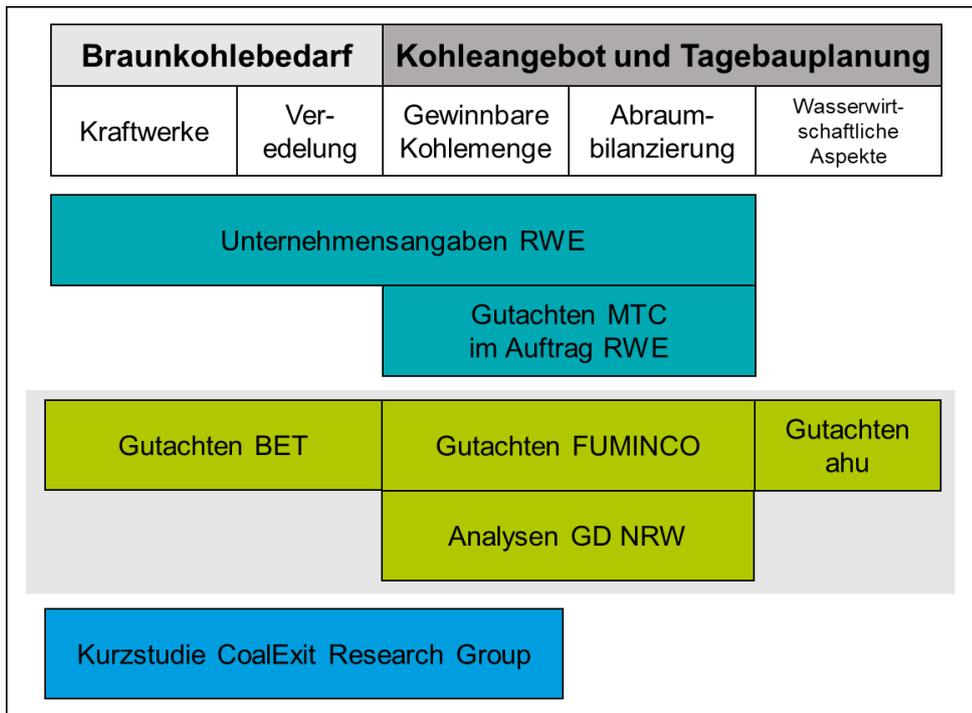 Braunkohlebedarf
Kohleangebot und Tagebauplanung
Kraftwerke
Ver-
edelung
Gewinnbare
Kohlemenge
Abraum-
bilanzierung
Wasserwirt-
schaftliche
Aspekte
Unternehmensangaben RWE
Gutachten MTC
im Auftrag RWE
Gutachten BET
Gutachten FUMINCO
Gutachten
ahu
Analysen GD NRW
Kurzstudie CoalExit Research Group